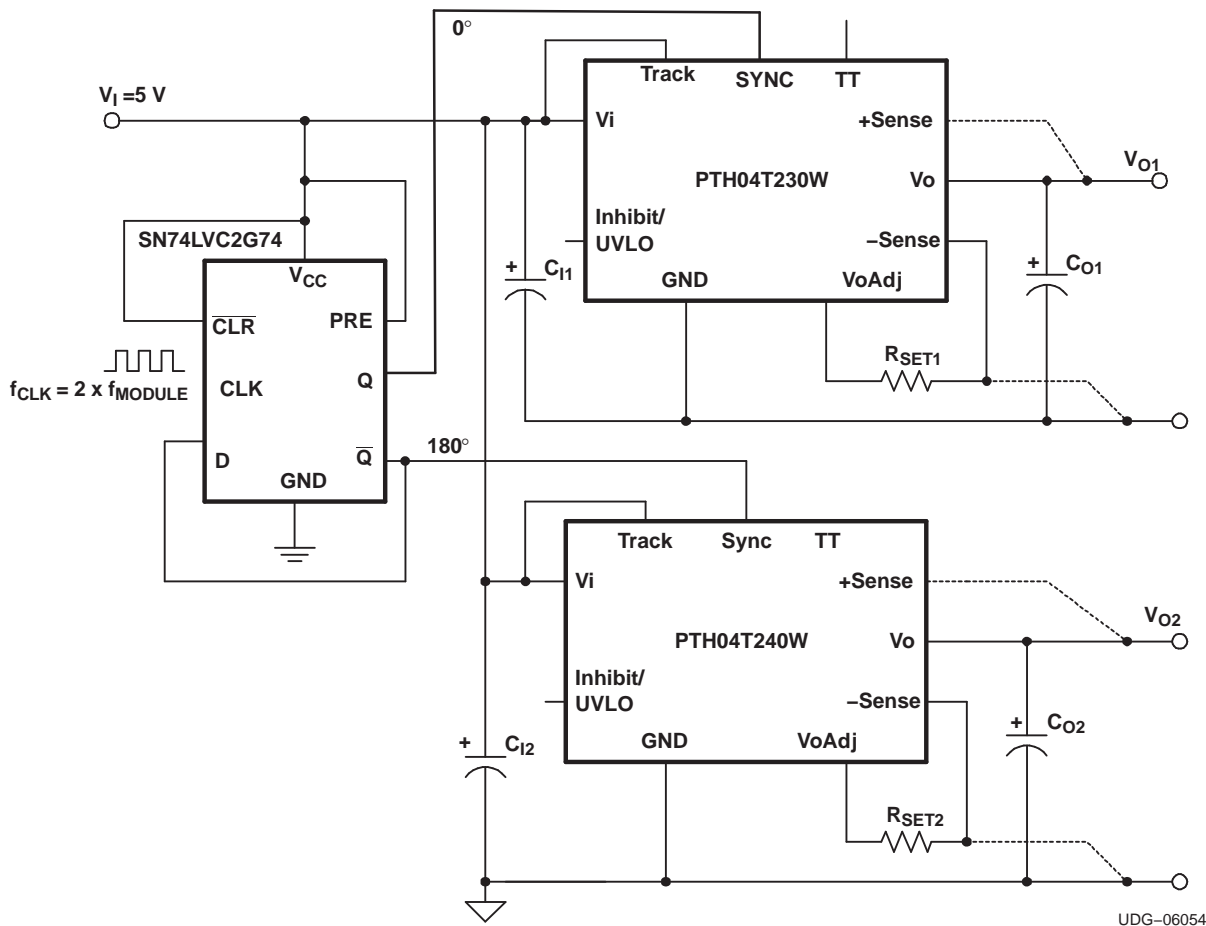 0°
Track
SYNC
TT
V_I =5 V
Vi
+Sense
V_O1
PTH04T230W
Vo
Inhibit/
UVLO
−Sense
SN74LVC2G74
V_CC
+
C_I1
GND
VoAdj
+
C_O1
C̅L̅R̅
PRE
R_SET1
f_CLK = 2 x f_MODULE
CLK
Q
D
Q̅
180°
GND
Track
Sync
TT
Vi
+Sense
V_O2
PTH04T240W
Vo
Inhibit/
UVLO
−Sense
+
C_I2
GND
VoAdj
+
C_O2
R_SET2
UDG−06054